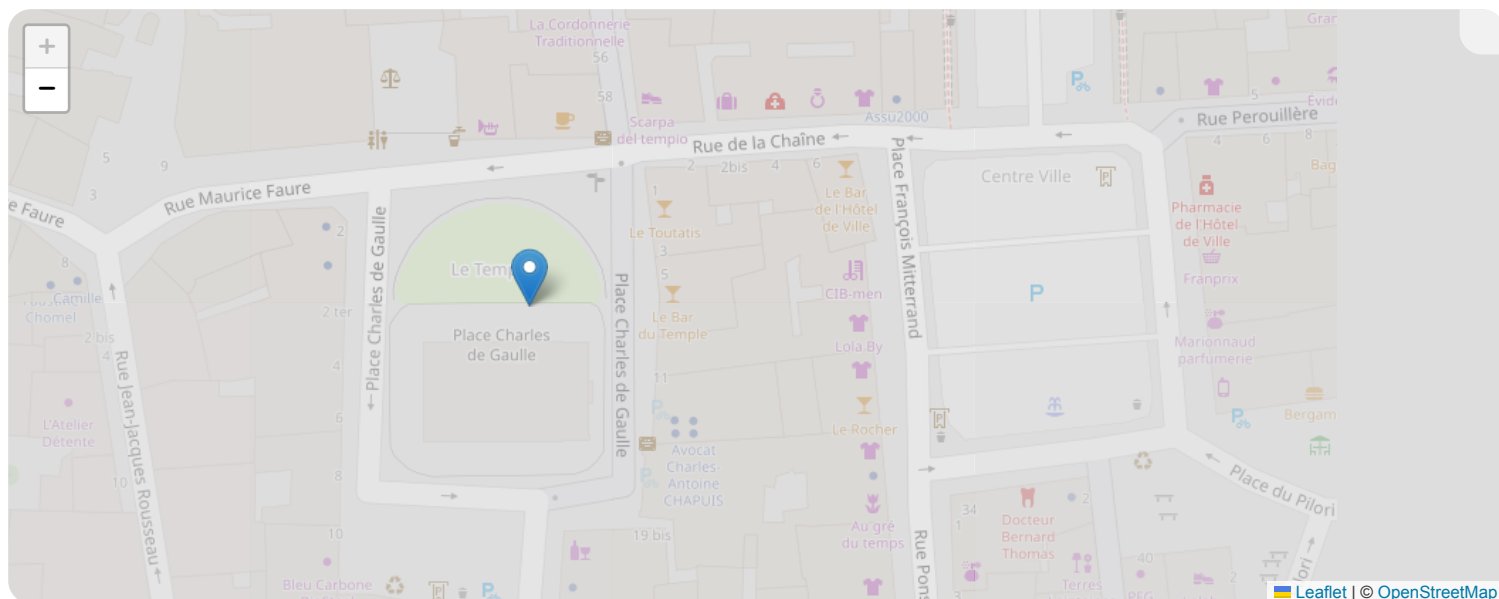 +
−
La Cordonnerie
Traditionnelle
56
58
Scarpa
del tempio
Assu2000
Gran
5
Évide
Rue Perouillère
4
6
8
Bag
5
9
3
e Faure
Rue Maurice Faure
Rue de la Chaîne
2
2bis
4
6
Centre Ville
P
Pharmacie
de l'Hôtel
de Ville
Franprix
Le Bar
de l'Hôtel
de Ville
1
Le Toutatis
3
5
2
8
Place Charles de Gaulle
Le Temp
Place Charles de Gaulle
Place François Mitterrand
CIB-men
P
Camille
Chomel
2 ter
2 bis
4
Place Charles
de Gaulle
Le Bar
du Temple
Lola By
Marionnaud
parfumerie
4
11
6
L'Atelier
Détente
Rue Jean-Jacques Rousseau
Le Rocher
P
Bergam
Avocat
Charles-
Antoine
CHAPUIS
8
10
Place du Pilori
2
34
1
Docteur
Bernard
Thomas
Au gré
du temps
10
19 bis
Rue Pons
40
2
lori
Bleu Carbone
P
Terres
3
Leaflet | © OpenStreetMap